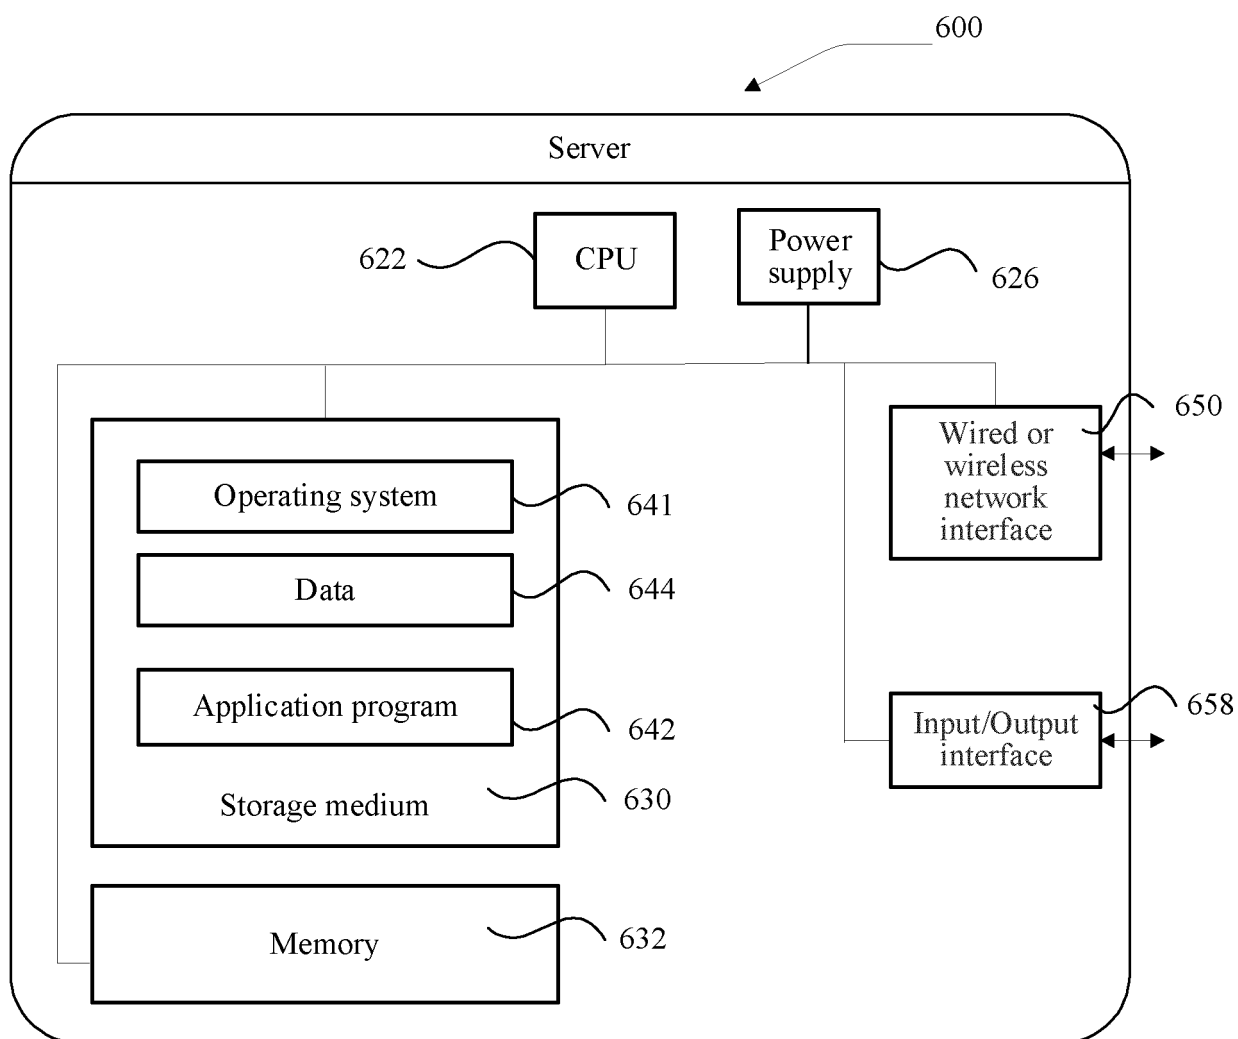 600
Server
622
CPU
Power
supply
626
650
Wired or
wireless
network
interface
Operating system
641
Data
644
Application program
642
658
Input/Output
interface
Storage medium
630
Memory
632